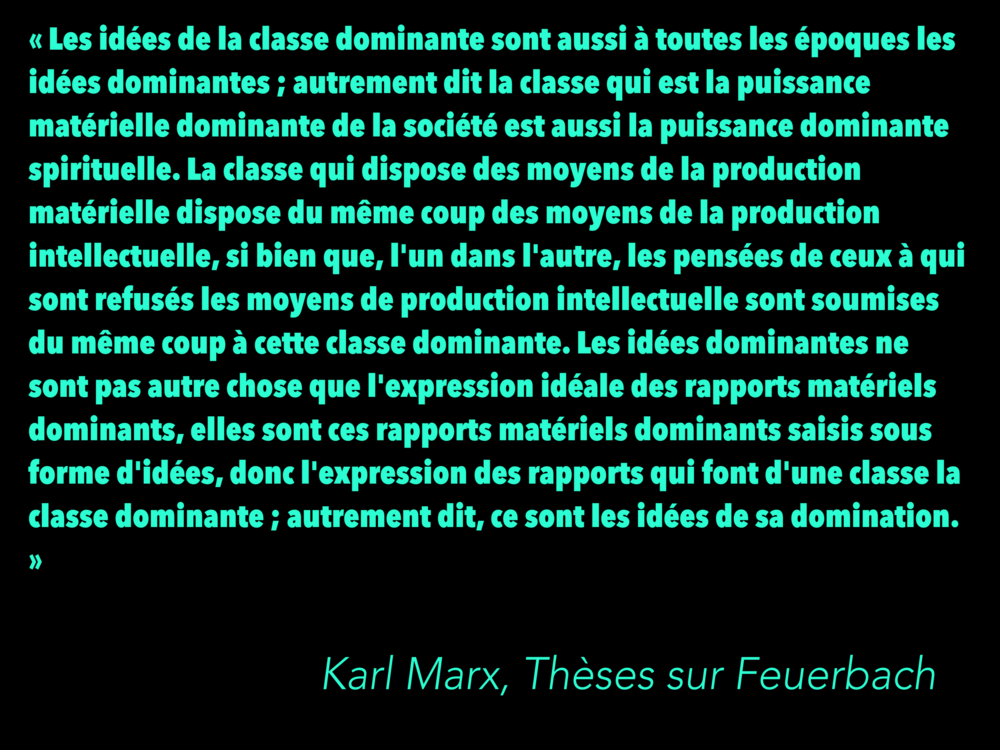 « Les idées de la classe dominante sont aussi à toutes les époques les
idées dominantes ; autrement dit la classe qui est la puissance
matérielle dominante de la société est aussi la puissance dominante
spirituelle. La classe qui dispose des moyens de la production
matérielle dispose du même coup des moyens de la production
intellectuelle, si bien que, l'un dans l'autre, les pensées de ceux à qui
sont refusés les moyens de production intellectuelle sont soumises
du même coup à cette classe dominante. Les idées dominantes ne
sont pas autre chose que l'expression idéale des rapports matériels
dominants, elles sont ces rapports matériels dominants saisis sous
forme d'idées, donc l'expression des rapports qui font d'une classe la
classe dominante ; autrement dit, ce sont les idées de sa domination.
»
Karl Marx, Thèses sur Feuerbach